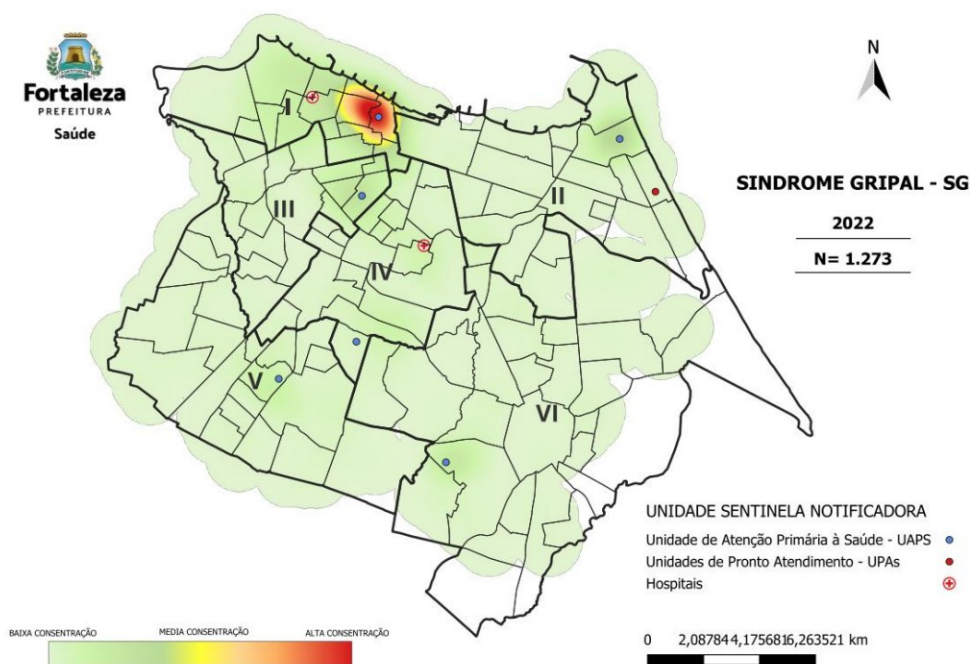 Fortaleza
PREFEITURA
Saúde
N
SINDROME GRIPAL - SG
2022
N= 1.273
I
II
III
IV
V
VI
UNIDADE SENTINELA NOTIFICADORA
Unidade de Atenção Primária à Saúde - UAPS
Unidades de Pronto Atendimento - UPAs
Hospitais
BAIXA CONSENTRAÇÃO MEDIA CONSENTRAÇÃO ALTA CONSENTRAÇÃO
0 2,087844,1756816,263521 km